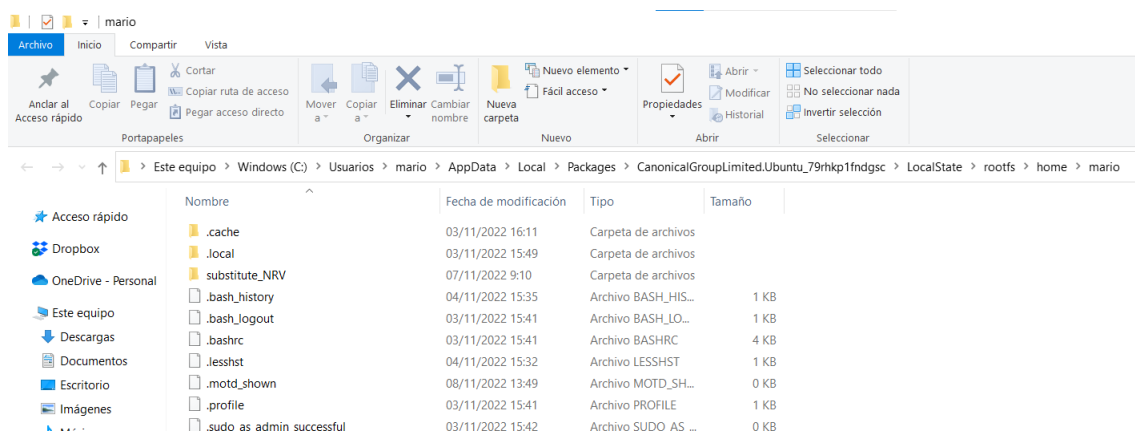 mario
Archivo Inicio Compartir Vista
Anclar al Acceso rápido
Copiar
Pegar
Cortar
Copiar ruta de acceso
Pegar acceso directo
Portapapeles
Mover a
Copiar a
Eliminar
Cambiar nombre
Organizar
Nueva carpeta
Nuevo elemento
Fácil acceso
Nuevo
Propiedades
Abrir
Modificar
Historial
Abrir
Seleccionar todo
No seleccionar nada
Invertir selección
Seleccionar
Este equipo > Windows (C:) > Usuarios > mario > AppData > Local > Packages > CanonicalGroupLimited.Ubuntu_79rhkp1fndgsc > LocalState > rootfs > home > mario
Acceso rápido
Dropbox
OneDrive - Personal
Este equipo
Descargas
Documentos
Escritorio
Imágenes
Nombre Fecha de modificación Tipo Tamaño
.cache 03/11/2022 16:11 Carpeta de archivos
.local 03/11/2022 15:49 Carpeta de archivos
substitute_NRV 07/11/2022 9:10 Carpeta de archivos
.bash_history 04/11/2022 15:35 Archivo BASH_HIS... 1 KB
.bash_logout 03/11/2022 15:41 Archivo BASH_LO... 1 KB
.bashrc 03/11/2022 15:41 Archivo BASHRC 4 KB
.lesshst 04/11/2022 15:32 Archivo LESSHST 1 KB
.motd_shown 08/11/2022 13:49 Archivo MOTD_SH... 0 KB
.profile 03/11/2022 15:41 Archivo PROFILE 1 KB
.sudo_as_admin_successful 03/11/2022 15:42 Archivo SUDO_AS_... 0 KB